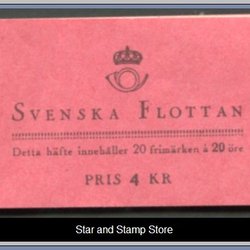 SVENSKA FLOTTAN
Detta häfte innehåller 20 frimärken à 20 öre
PRIS 4 KR
Star and Stamp Store